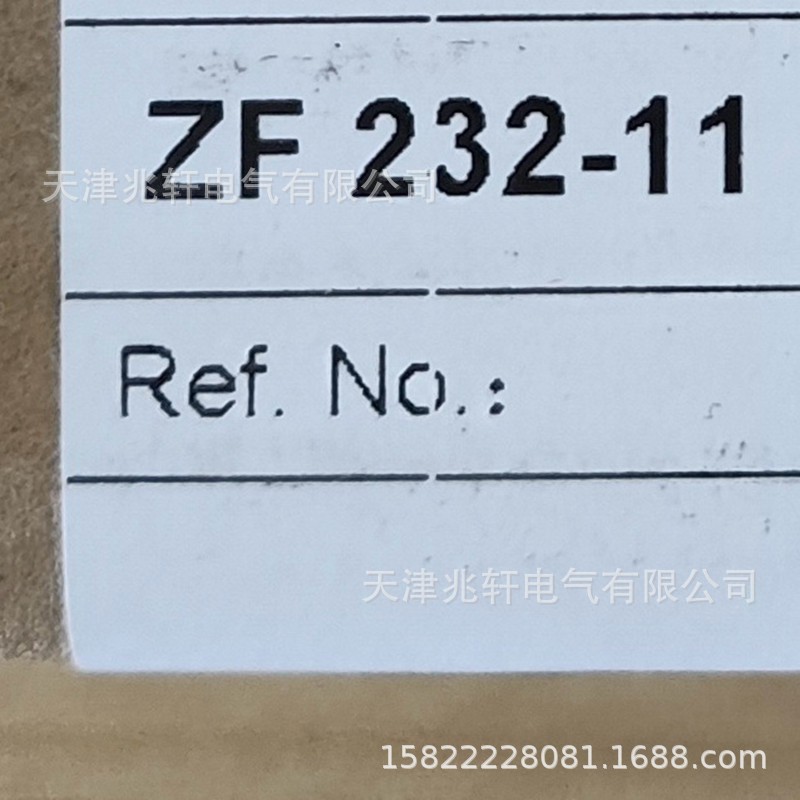 ZF 232-11
天津兆轩电气有限公司
Ref. No.:
天津兆轩电气有限公司
15822228081.1688.com